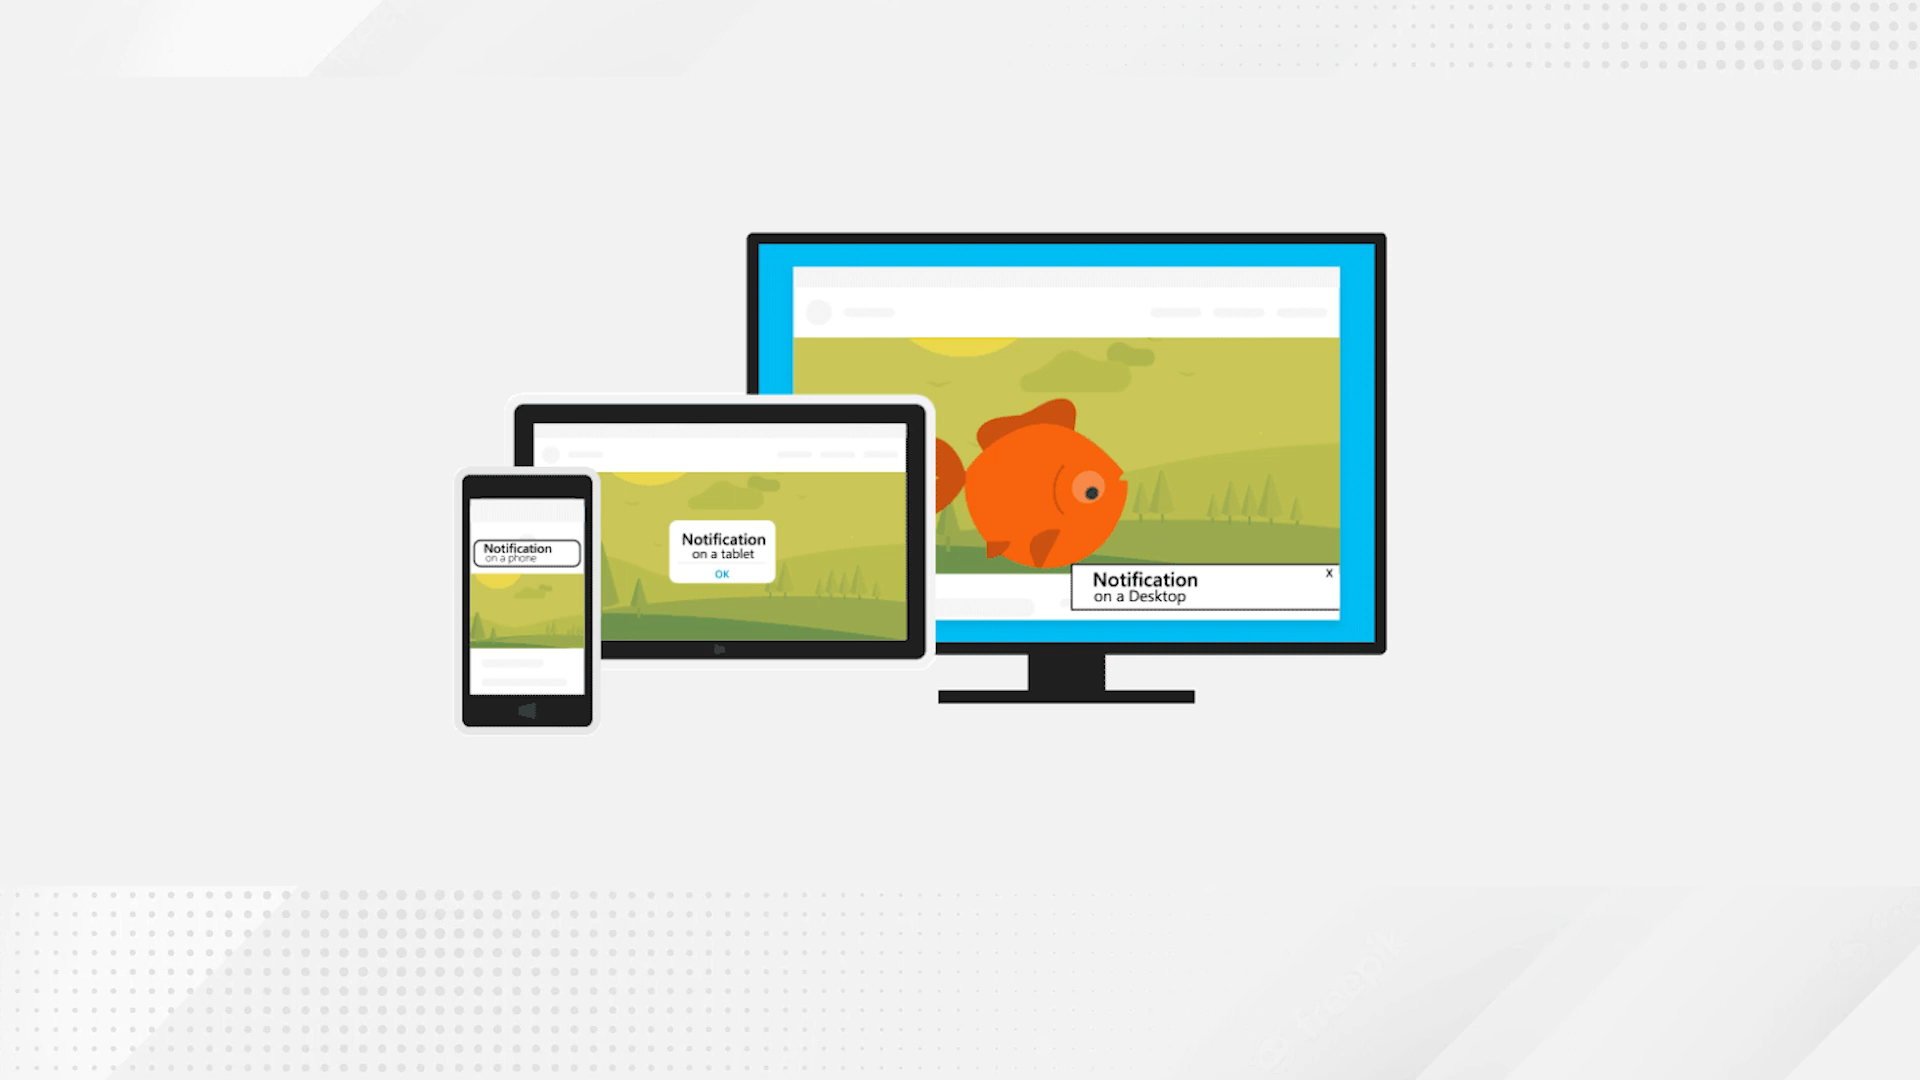 Notification
on a phone
Notification
on a tablet
OK
Notification
on a Desktop
X